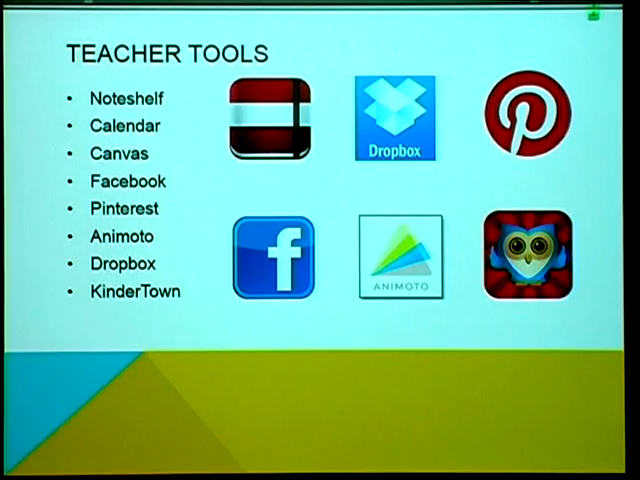 TEACHER TOOLS
• Noteshelf
• Calendar
• Canvas
• Facebook
• Pinterest
• Animoto
• Dropbox
• KinderTown
Dropbox
f
ANIMOTO